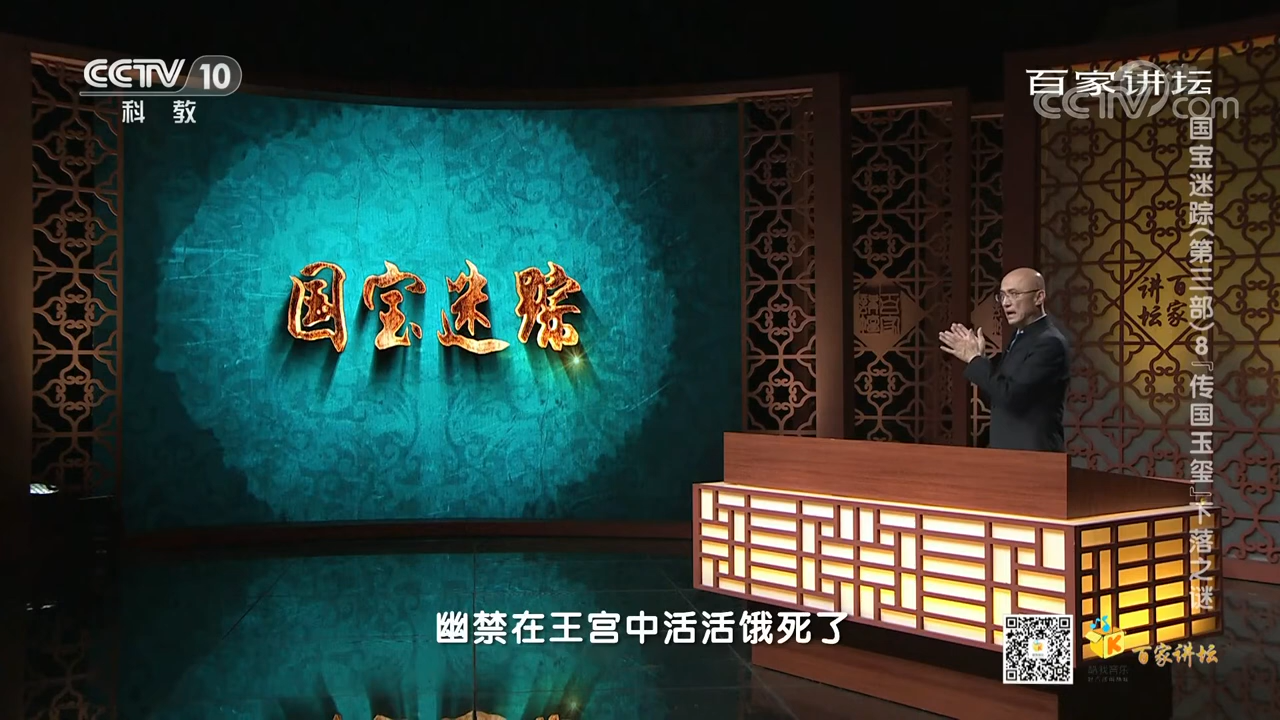 CCTV 10
科教
百家讲坛
CCTV.com
国宝迷踪(第三部)8『传国玉玺』下落之谜
国宝迷踪
百家
讲坛
幽禁在王宫中活活饿死了
百家讲坛